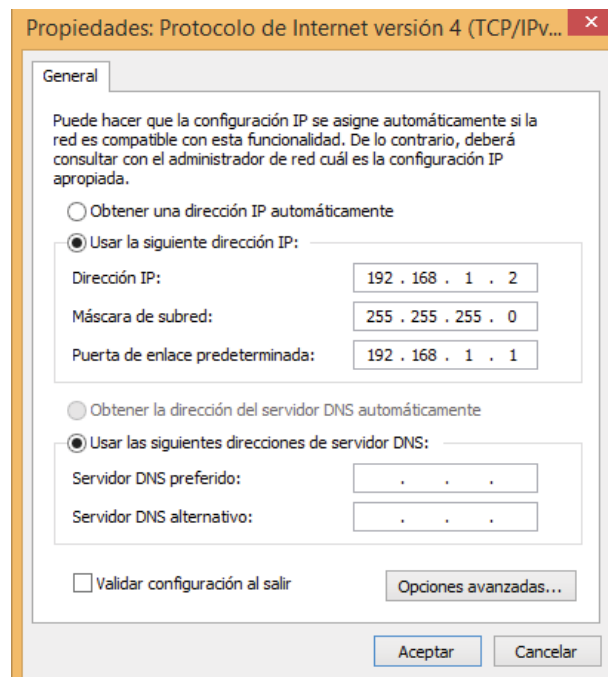 Propiedades: Protocolo de Internet versión 4 (TCP/IPv...
General
Puede hacer que la configuración IP se asigne automáticamente si la
red es compatible con esta funcionalidad. De lo contrario, deberá
consultar con el administrador de red cuál es la configuración IP
apropiada.
Obtener una dirección IP automáticamente
Usar la siguiente dirección IP:
Dirección IP: 192 . 168 . 1 . 2
Máscara de subred: 255 . 255 . 255 . 0
Puerta de enlace predeterminada: 192 . 168 . 1 . 1
Obtener la dirección del servidor DNS automáticamente
Usar las siguientes direcciones de servidor DNS:
Servidor DNS preferido: . . .
Servidor DNS alternativo: . . .
Validar configuración al salir Opciones avanzadas...
Aceptar Cancelar